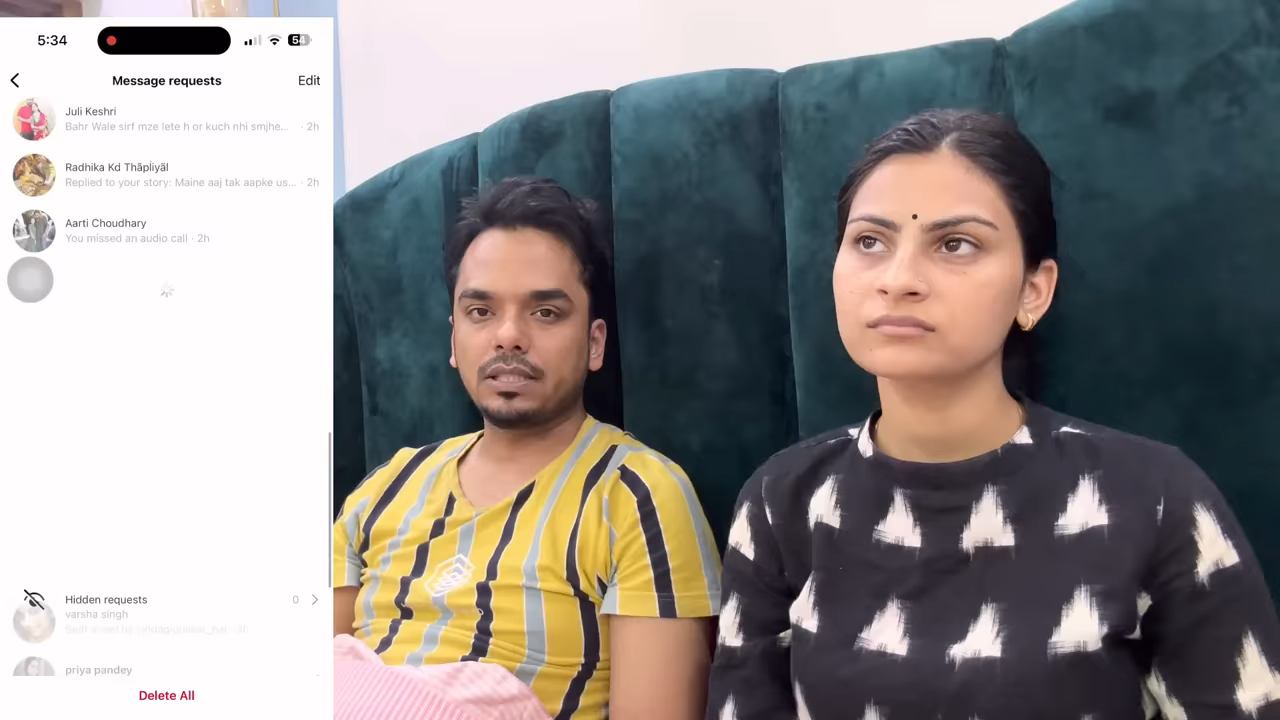 5:34
54
Message requests
Edit
Juli Keshri
Bahr Wale sirf mze lete h or kuch nhi smjhe... · 2h
Radhika Kd Thāpļiyāl
Replied to your story: Maine aaj tak aapke us... · 2h
Aarti Choudhary
You missed an audio call · 2h
Hidden requests
0
varsha singh
priya pandey
Delete All